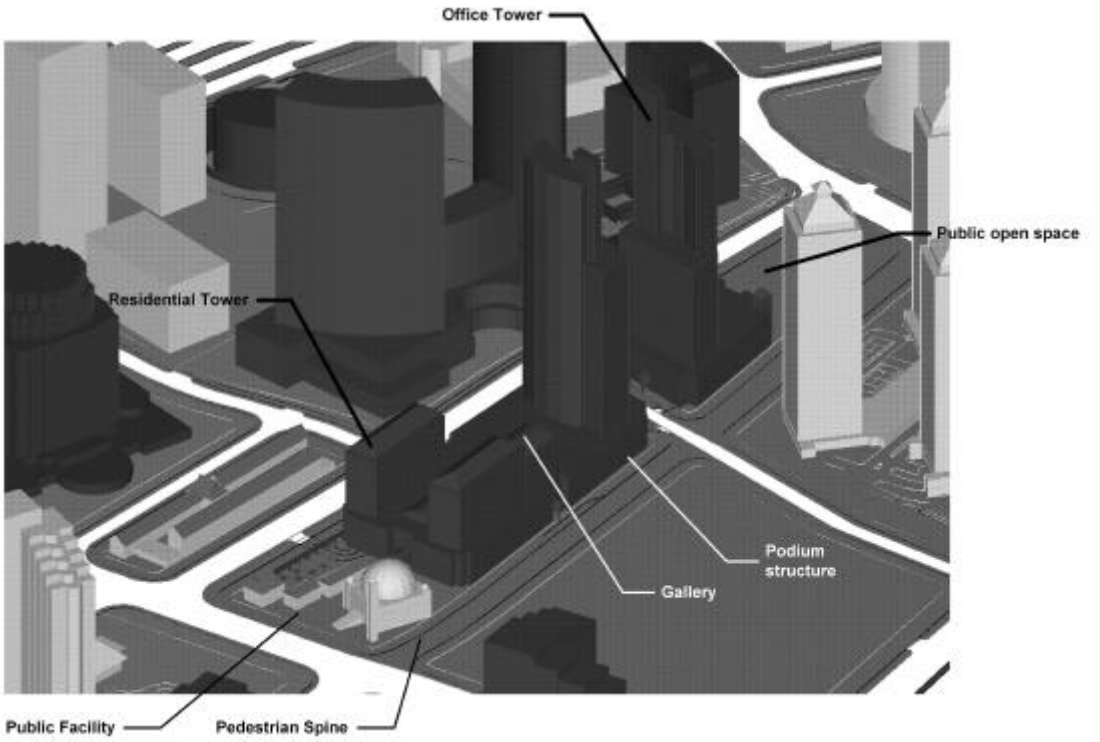 Office Tower
Public open space
Residential Tower
Podium
structure
Gallery
Public Facility
Pedestrian Spine